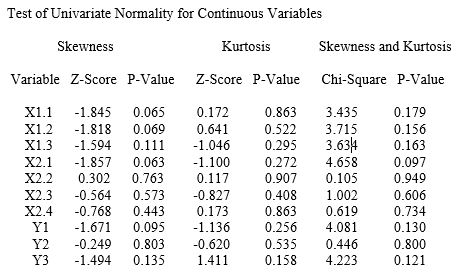 Test of Univariate Normality for Continuous Variables
Skewness Kurtosis Skewness and Kurtosis
Variable Z-Score P-Value Z-Score P-Value Chi-Square P-Value
X1.1 -1.845 0.065 0.172 0.863 3.435 0.179
X1.2 -1.818 0.069 0.641 0.522 3.715 0.156
X1.3 -1.594 0.111 -1.046 0.295 3.634 0.163
X2.1 -1.857 0.063 -1.100 0.272 4.658 0.097
X2.2 0.302 0.763 0.117 0.907 0.105 0.949
X2.3 -0.564 0.573 -0.827 0.408 1.002 0.606
X2.4 -0.768 0.443 0.173 0.863 0.619 0.734
Y1 -1.671 0.095 -1.136 0.256 4.081 0.130
Y2 -0.249 0.803 -0.620 0.535 0.446 0.800
Y3 -1.494 0.135 1.411 0.158 4.223 0.121